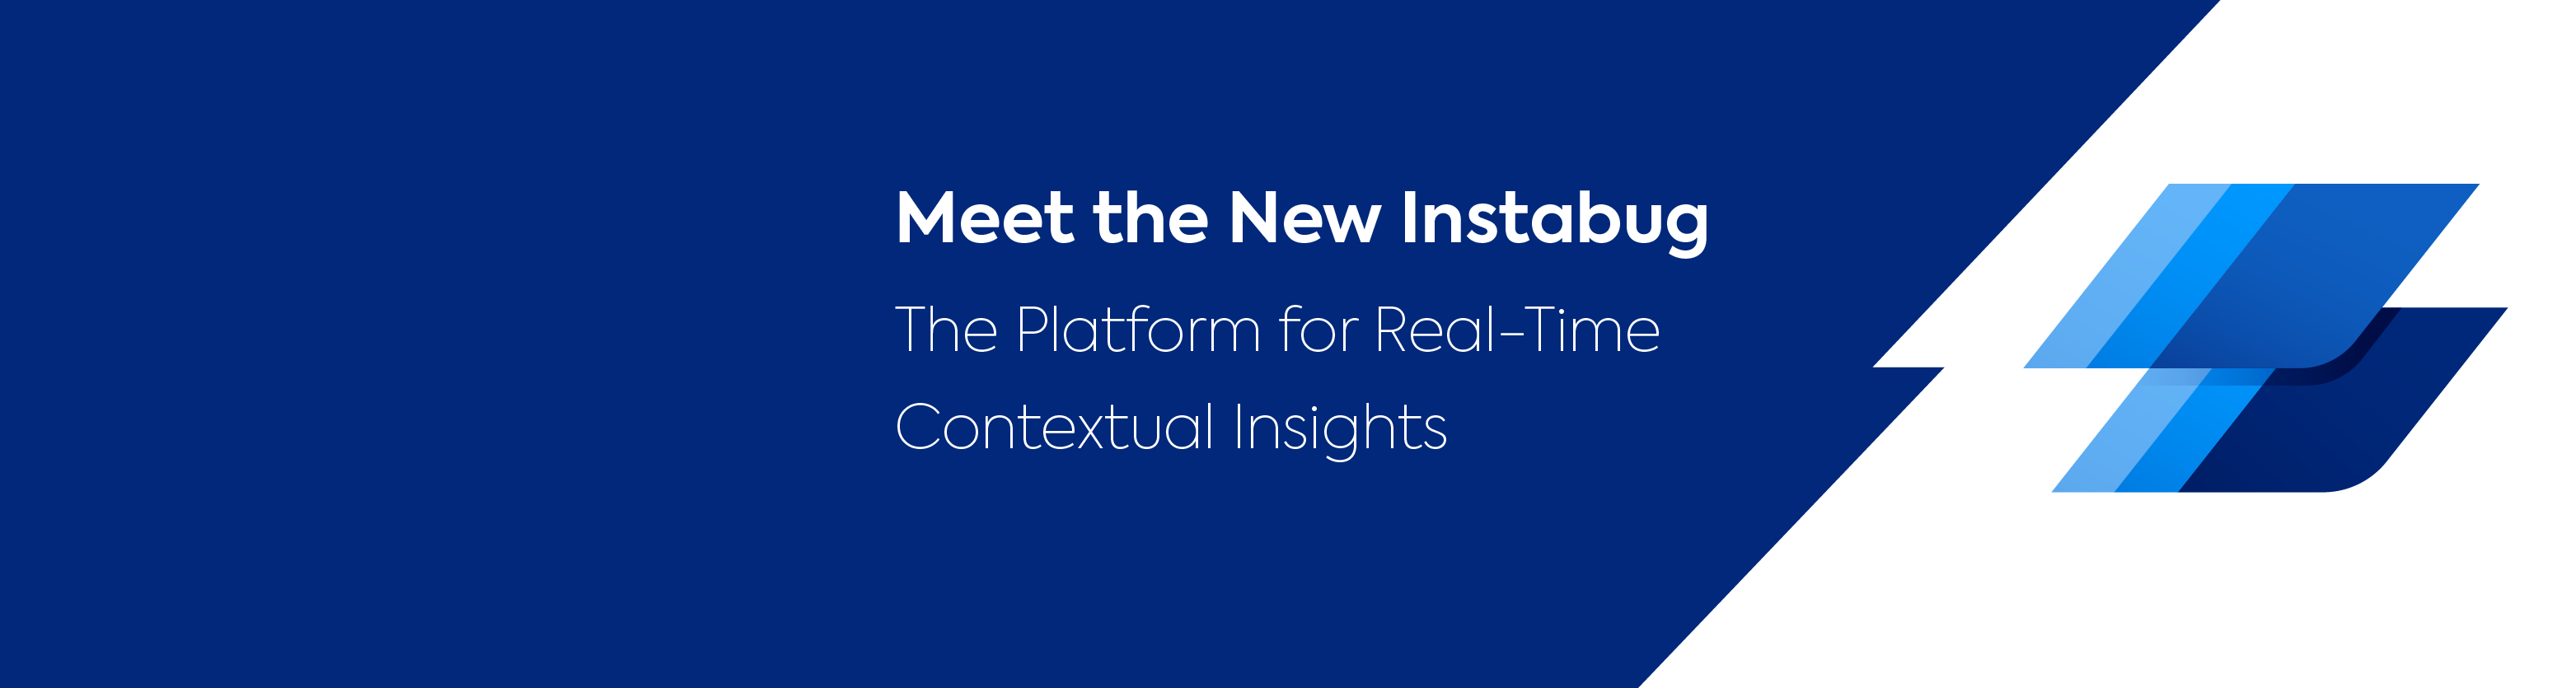 Meet the New Instabug
The Platform for Real-Time
Contextual Insights